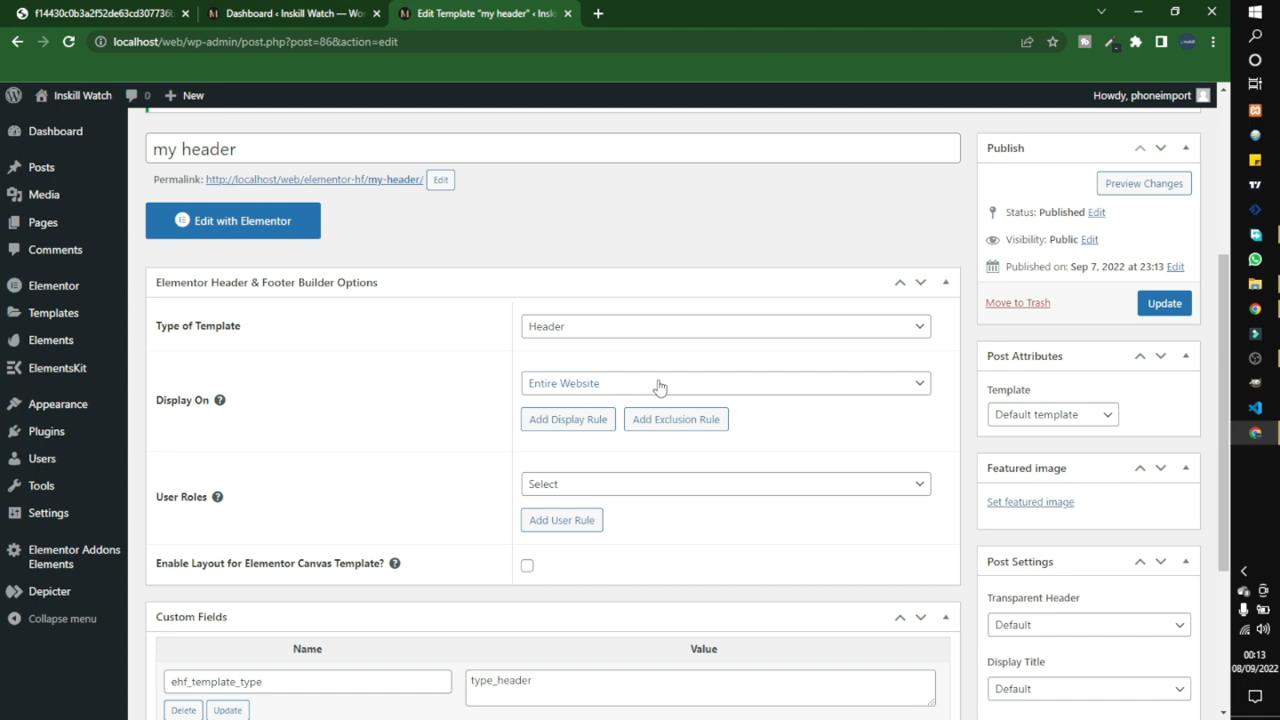 f14430c0b3a2f52de63cd307736b
Dashboard ‹ Inskill Watch — Wor
Edit Template "my header" ‹ Insk
localhost/web/wp-admin/post.php?post=86&action=edit
Inskill Watch
0
New
Howdy, phoneimport
Dashboard
Posts
Media
Pages
Comments
Elementor
Templates
Elements
ElementsKit
Appearance
Plugins
Users
Tools
Settings
Elementor Addons
Elements
Depicter
Collapse menu
my header
Permalink: http://localhost/web/elementor-hf/my-header/ Edit
Edit with Elementor
Elementor Header & Footer Builder Options
Type of Template
Header
Display On
Entire Website
Add Display Rule
Add Exclusion Rule
User Roles
Select
Add User Rule
Enable Layout for Elementor Canvas Template?
Custom Fields
Name
Value
ehf_template_type
type_header
Delete
Update
Publish
Preview Changes
Status: Published Edit
Visibility: Public Edit
Published on: Sep 7, 2022 at 23:13 Edit
Move to Trash
Update
Post Attributes
Template
Default template
Featured image
Set featured image
Post Settings
Transparent Header
Default
Display Title
Default
00:13
08/09/2022